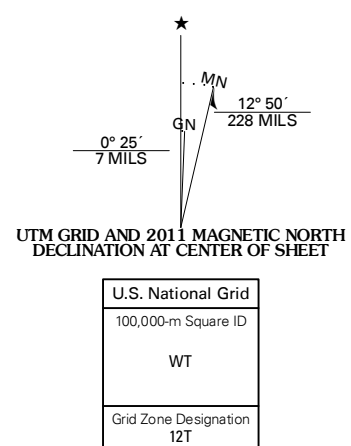 ★
MN
12° 50´
228 MILS
GN
0° 25´
7 MILS
UTM GRID AND 2011 MAGNETIC NORTH
DECLINATION AT CENTER OF SHEET
U.S. National Grid
100,000-m Square ID
WT
Grid Zone Designation
12T